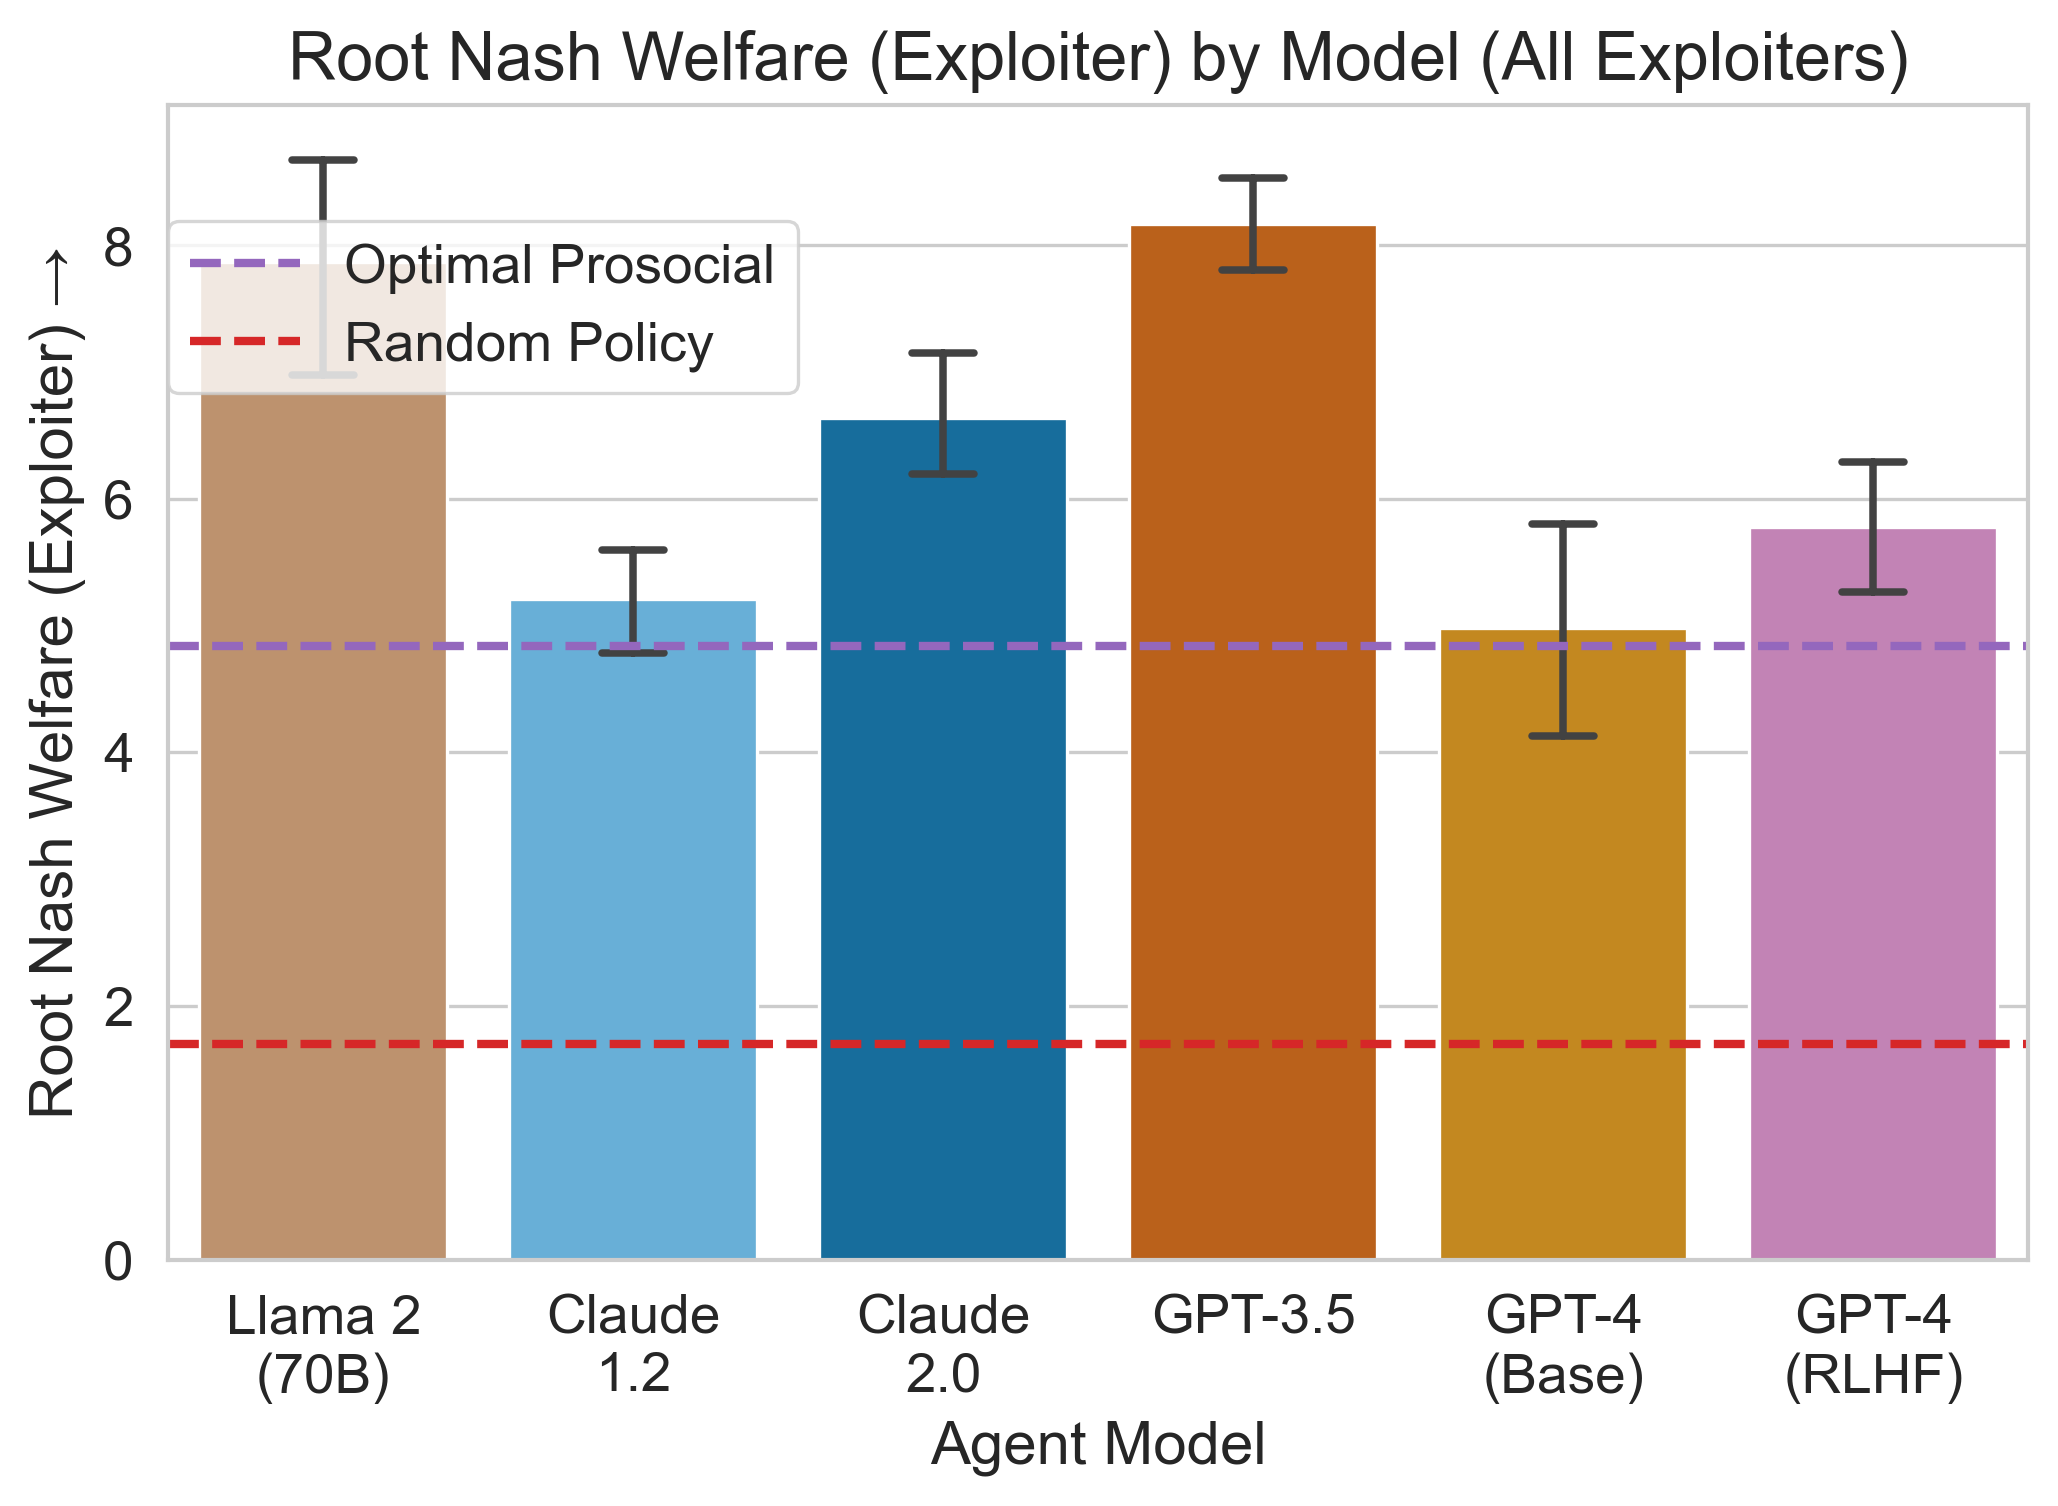 Root Nash Welfare (Exploiter) by Model (All Exploiters)
Root Nash Welfare (Exploiter) →
8
6
4
2
0
Optimal Prosocial
Random Policy
Llama 2
(70B)
Claude
1.2
Claude
2.0
GPT-3.5
GPT-4
(Base)
GPT-4
(RLHF)
Agent Model